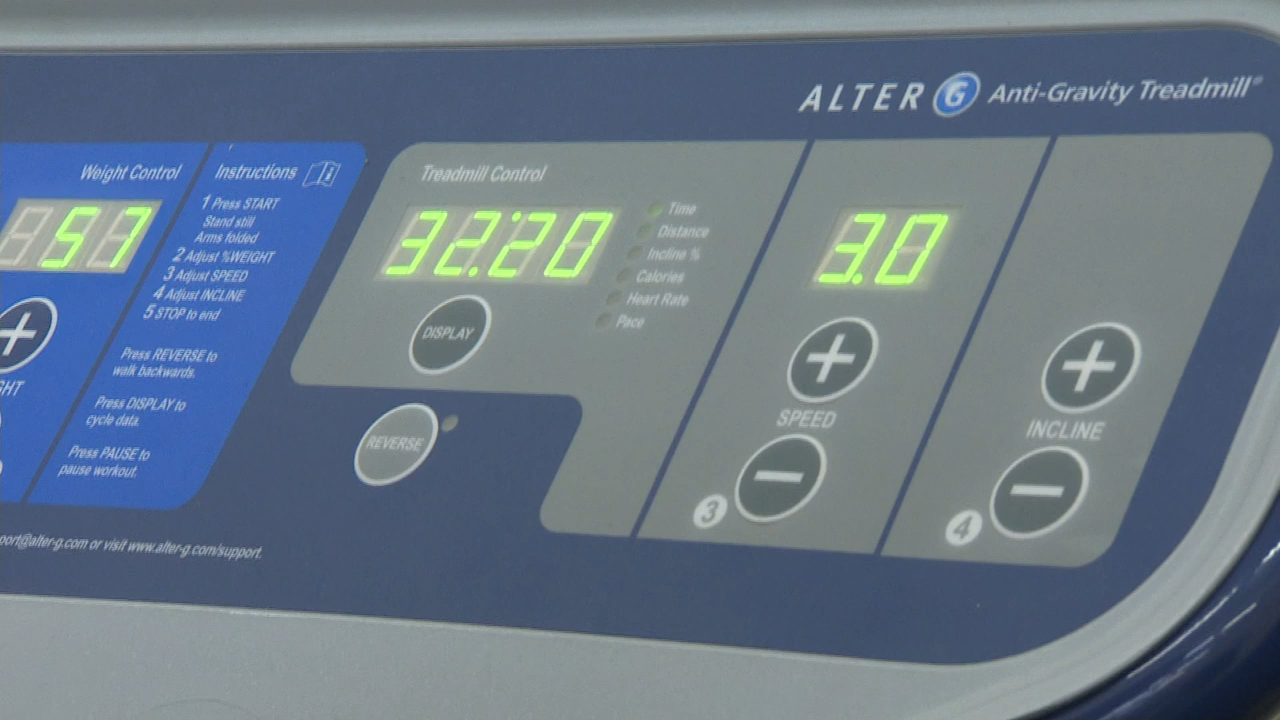 ALTER G Anti-Gravity Treadmill®
Weight Control
57
Instructions
1 Press START
Stand still
Arms folded
2 Adjust %WEIGHT
3 Adjust SPEED
4 Adjust INCLINE
5 STOP to end
Press REVERSE to
walk backwards.
Press DISPLAY to
cycle data.
Press PAUSE to
pause workout.
Treadmill Control
32:20
Time
Distance
Incline %
Calories
Heart Rate
Pace
DISPLAY
REVERSE
3.0
+
SPEED
−
3
+
INCLINE
−
4
+
GHT
port@alter-g.com or visit www.alter-g.com/support.